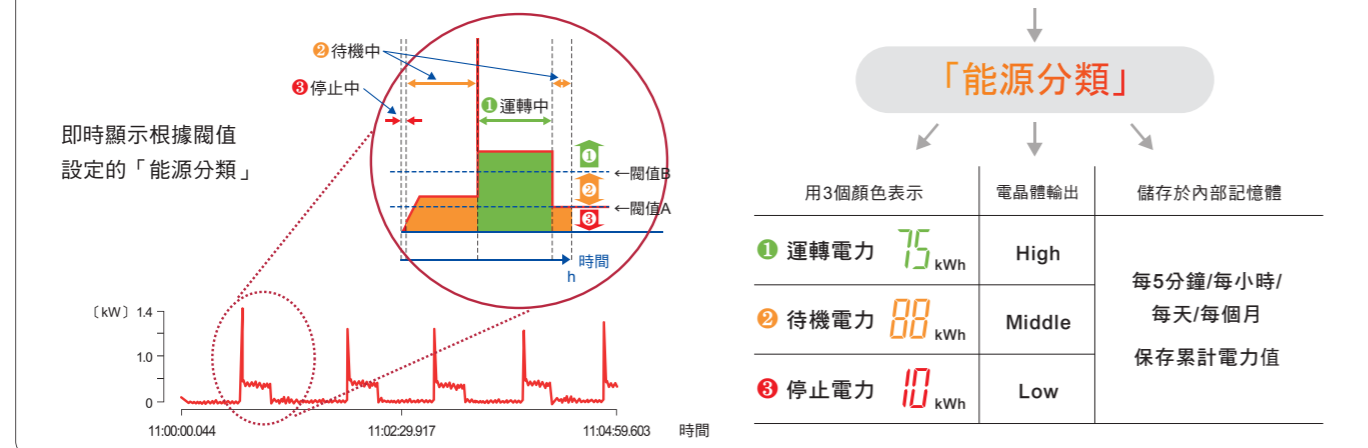 即時顯示根據閥值
設定的「能源分類」
❷待機中
❸停止中
❶運轉中
❶
←閥值B
❷
←閥值A
❸
時間
h
〔kW〕1.4
1.0
0
11:00:00.044
11:02:29.917
11:04:59.603
時間
「能源分類」
用3個顏色表示
電晶體輸出
儲存於內部記憶體
❶ 運轉電力 75 kWh
High
❷ 待機電力 88 kWh
Middle
❸ 停止電力 10 kWh
Low
每5分鐘/每小時/
每天/每個月
保存累計電力值